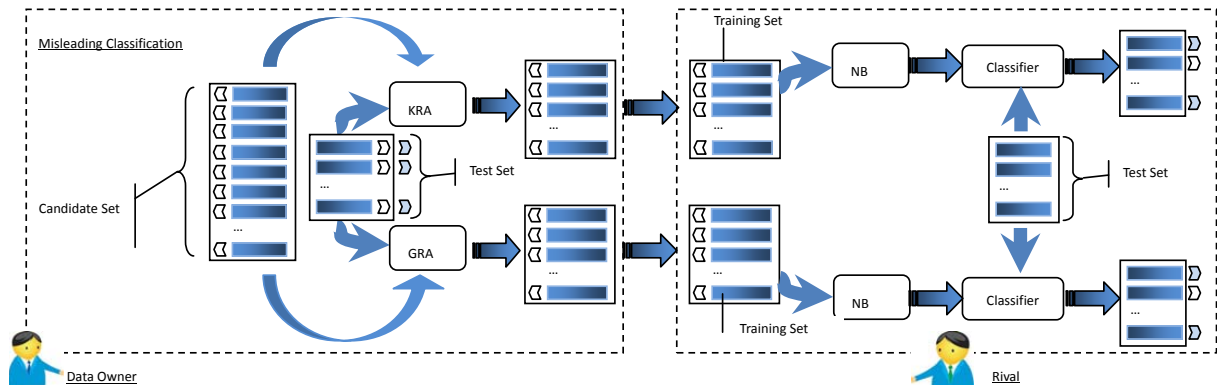 Misleading Classification
Candidate Set
...
KRA
...
Test Set
GRA
...
...
Data Owner
Training Set
...
NB
Classifier
...
...
Test Set
...
Training Set
NB
Classifier
...
Rival